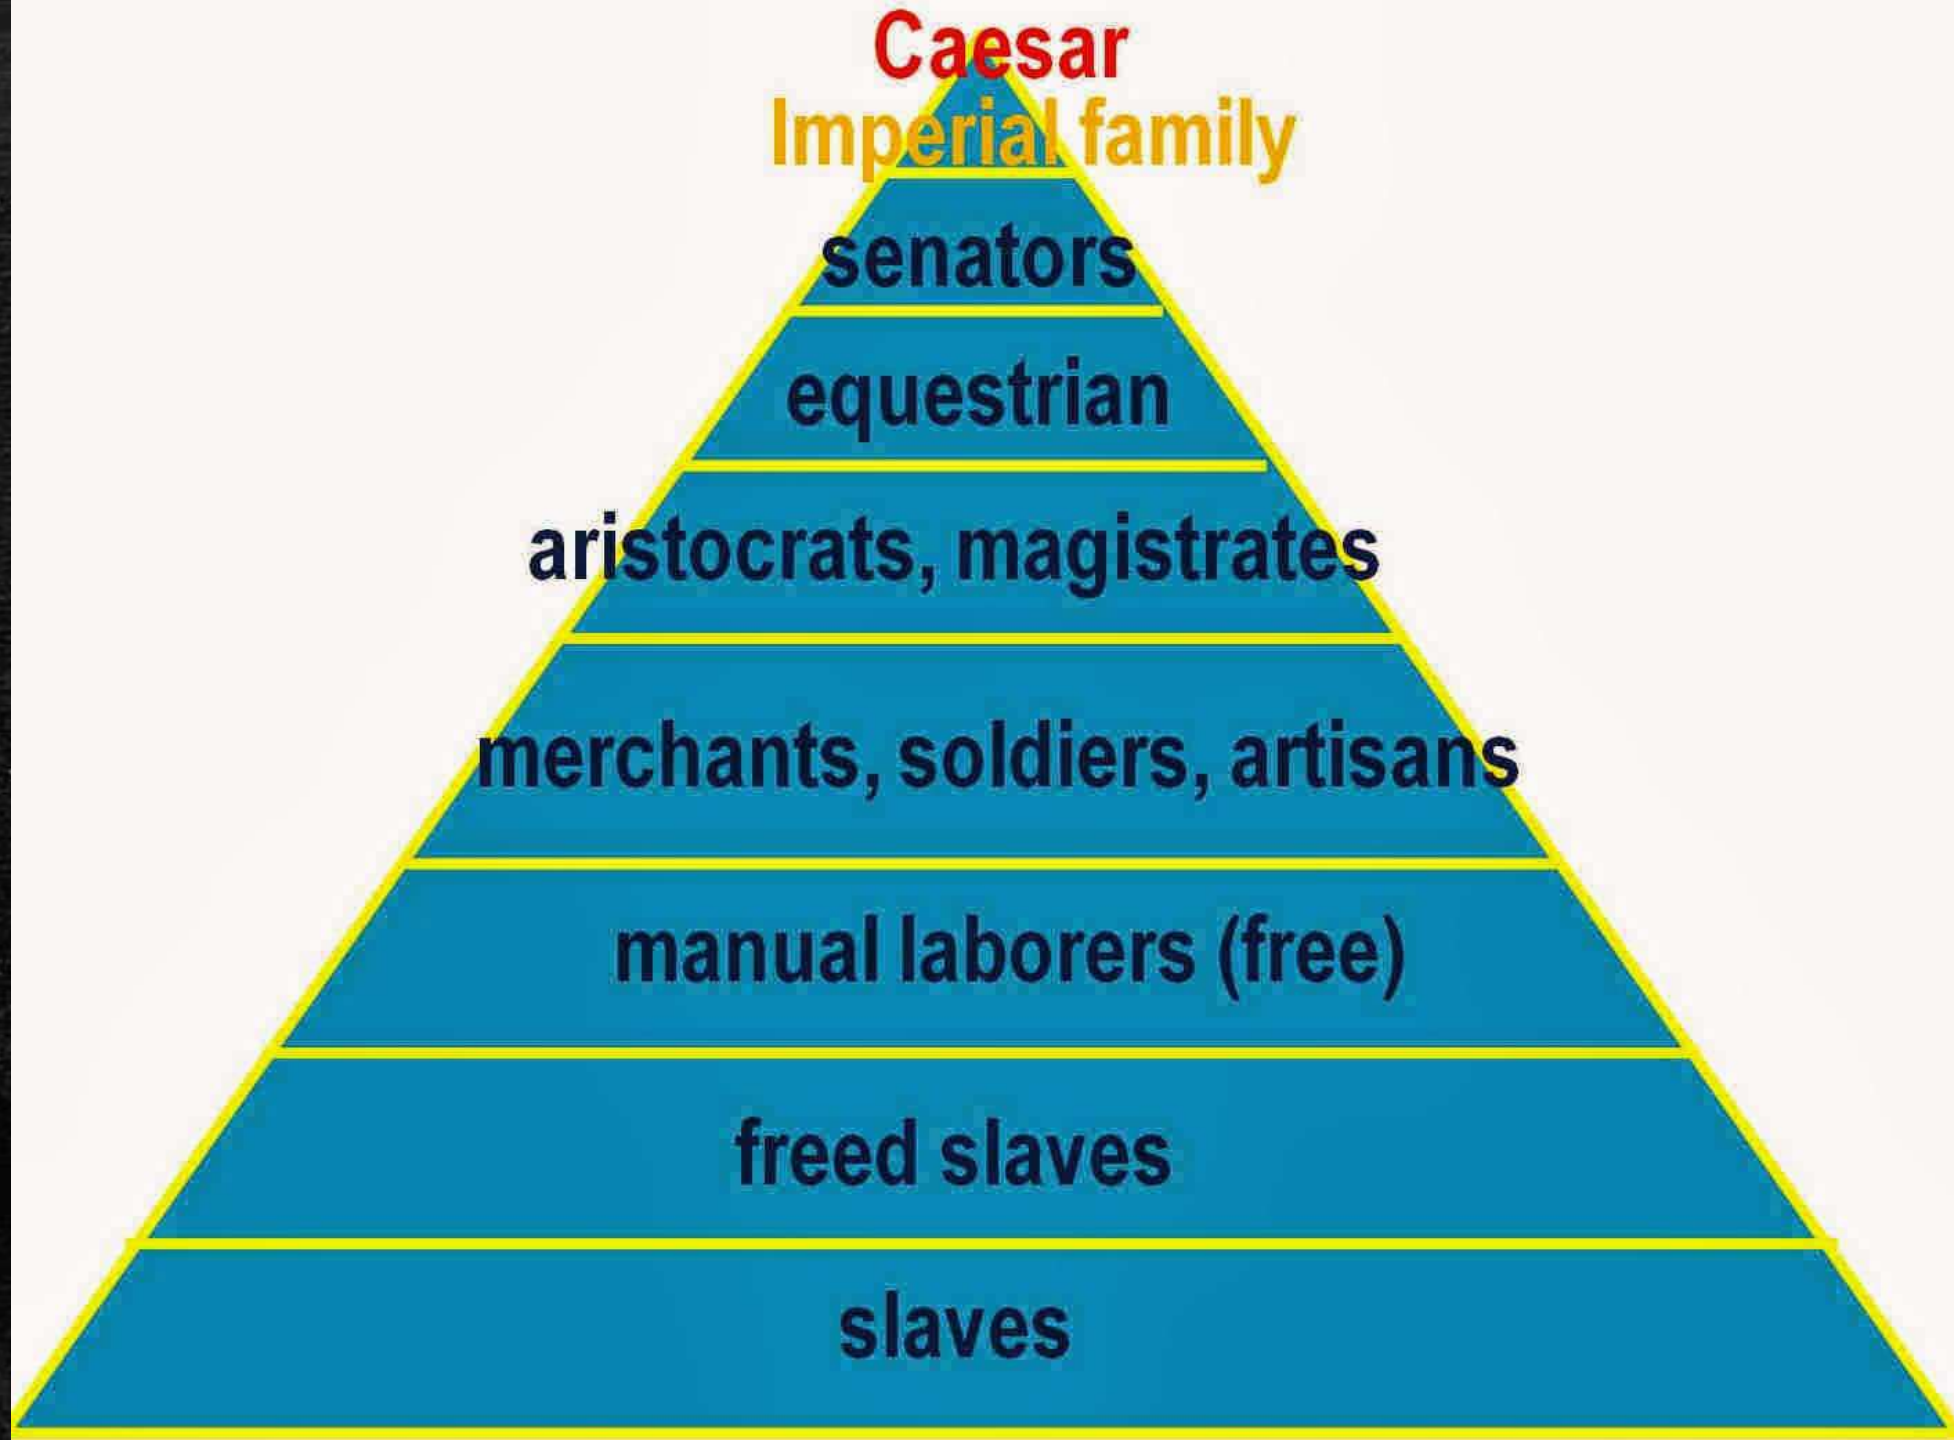 Caesar
Imperial family
senators
equestrian
aristocrats, magistrates
merchants, soldiers, artisans
manual laborers (free)
freed slaves
slaves